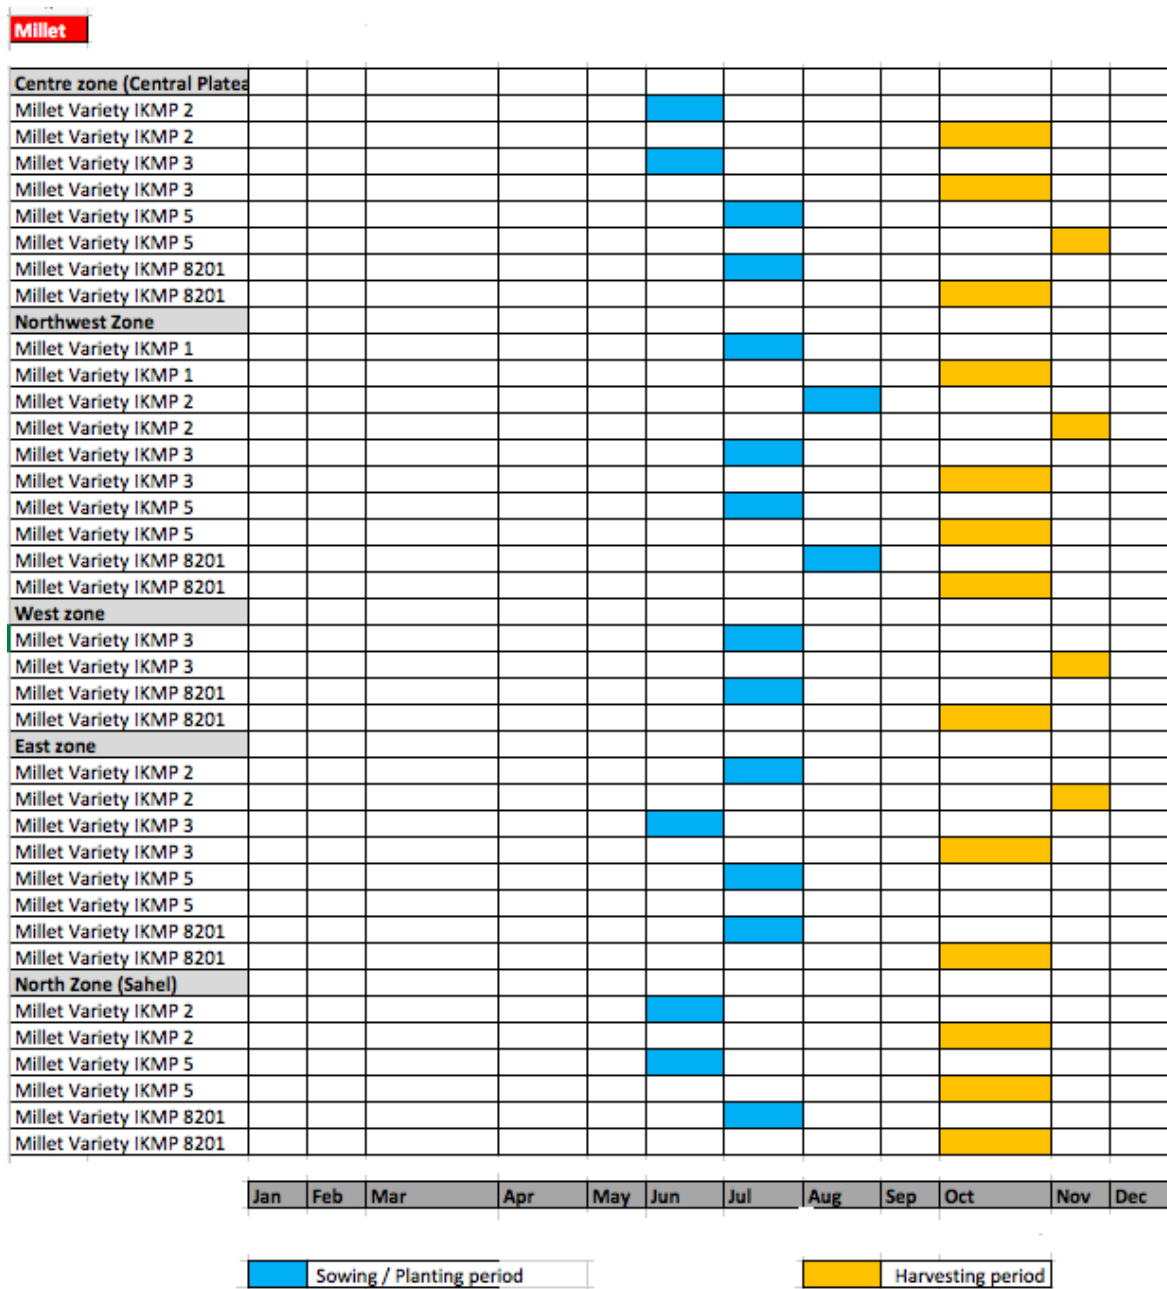 Millet
Centre zone (Central Platea
Millet Variety IKMP 2
Millet Variety IKMP 2
Millet Variety IKMP 3
Millet Variety IKMP 3
Millet Variety IKMP 5
Millet Variety IKMP 5
Millet Variety IKMP 8201
Millet Variety IKMP 8201
Northwest Zone
Millet Variety IKMP 1
Millet Variety IKMP 1
Millet Variety IKMP 2
Millet Variety IKMP 2
Millet Variety IKMP 3
Millet Variety IKMP 3
Millet Variety IKMP 5
Millet Variety IKMP 5
Millet Variety IKMP 8201
Millet Variety IKMP 8201
West zone
Millet Variety IKMP 3
Millet Variety IKMP 3
Millet Variety IKMP 8201
Millet Variety IKMP 8201
East zone
Millet Variety IKMP 2
Millet Variety IKMP 2
Millet Variety IKMP 3
Millet Variety IKMP 3
Millet Variety IKMP 5
Millet Variety IKMP 5
Millet Variety IKMP 8201
Millet Variety IKMP 8201
North Zone (Sahel)
Millet Variety IKMP 2
Millet Variety IKMP 2
Millet Variety IKMP 5
Millet Variety IKMP 5
Millet Variety IKMP 8201
Millet Variety IKMP 8201
Jan Feb Mar Apr May Jun Jul Aug Sep Oct Nov Dec
Sowing / Planting period Harvesting period